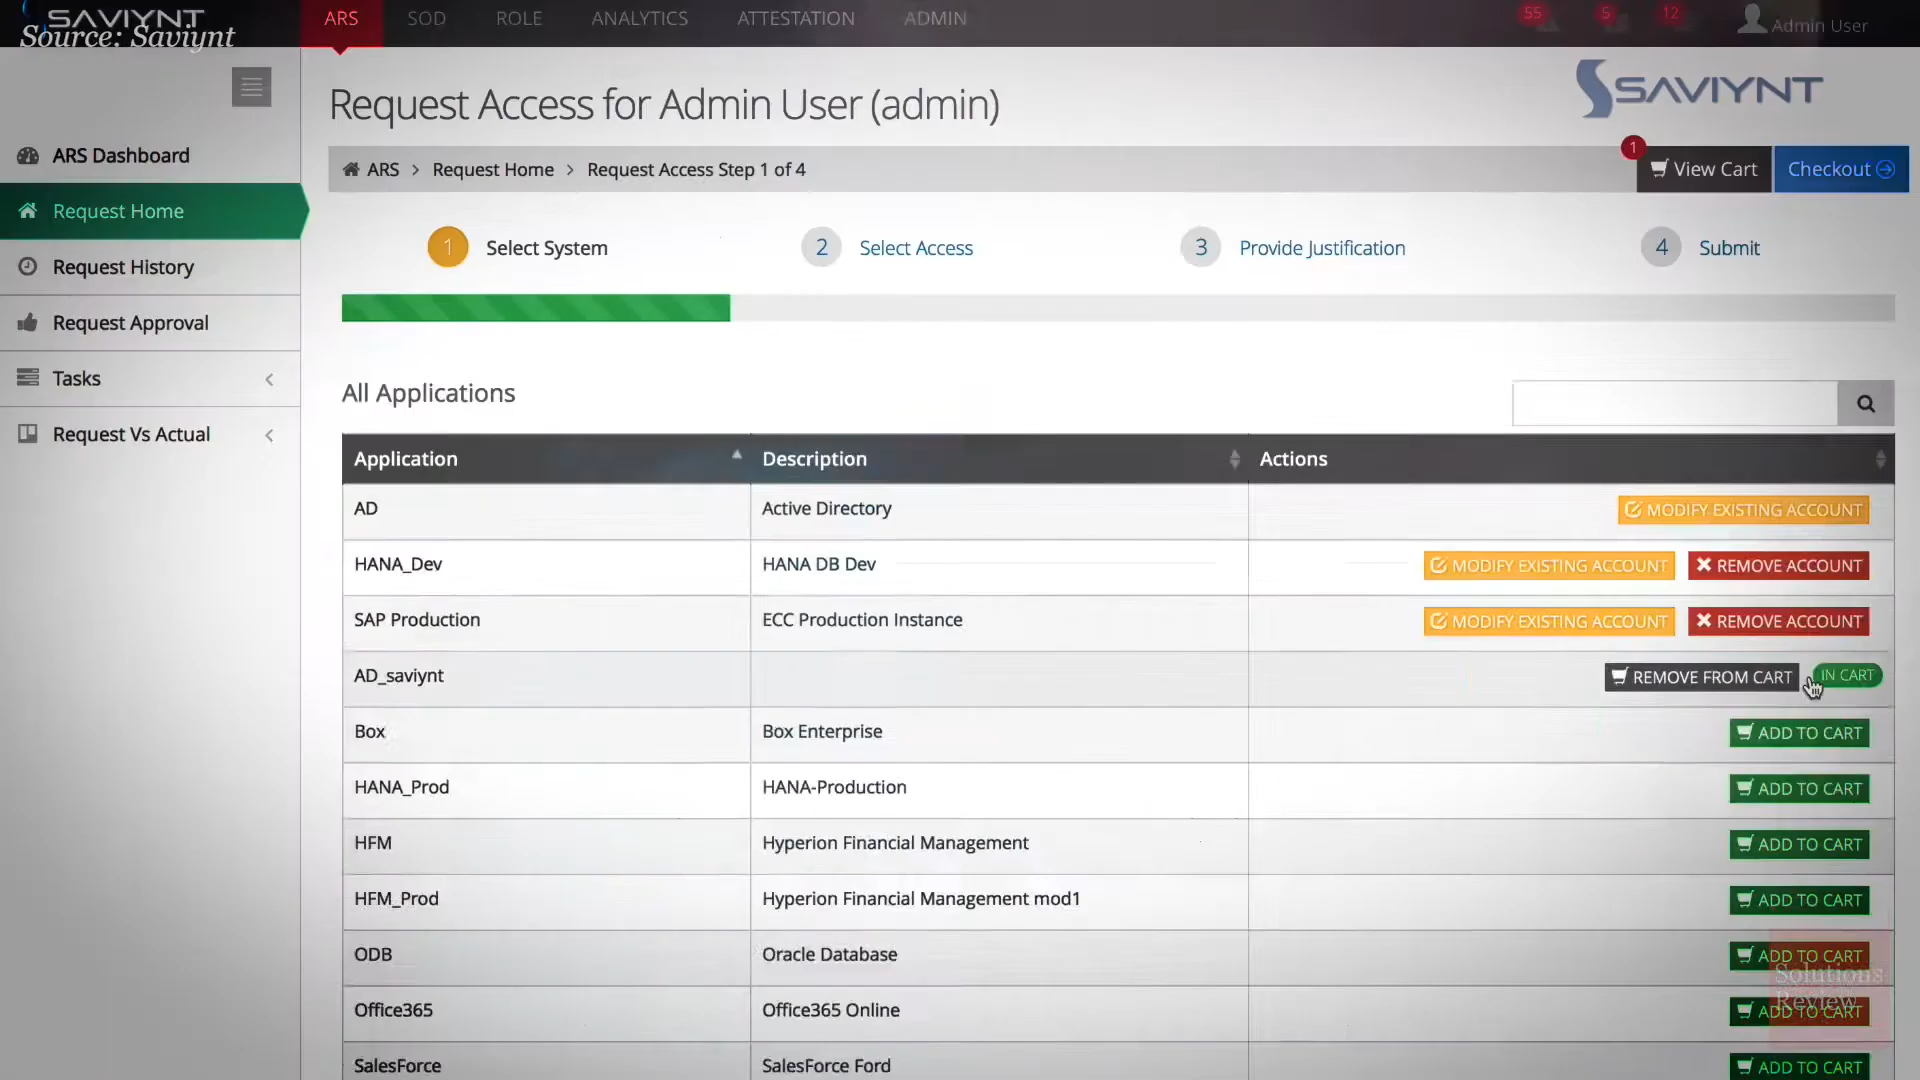 SAVIYNT
Source: Saviynt
ARS SOD ROLE ANALYTICS ATTESTATION ADMIN
55 5 12 Admin User
Request Access for Admin User (admin)
SAVIYNT
ARS > Request Home > Request Access Step 1 of 4
1 View Cart Checkout
ARS Dashboard
Request Home
Request History
Request Approval
Tasks
Request Vs Actual
1 Select System 2 Select Access 3 Provide Justification 4 Submit
All Applications
Application Description Actions
AD Active Directory MODIFY EXISTING ACCOUNT
HANA_Dev HANA DB Dev MODIFY EXISTING ACCOUNT REMOVE ACCOUNT
SAP Production ECC Production Instance MODIFY EXISTING ACCOUNT REMOVE ACCOUNT
AD_saviynt REMOVE FROM CART IN CART
Box Box Enterprise ADD TO CART
HANA_Prod HANA-Production ADD TO CART
HFM Hyperion Financial Management ADD TO CART
HFM_Prod Hyperion Financial Management mod1 ADD TO CART
ODB Oracle Database ADD TO CART
Office365 Office365 Online ADD TO CART
SalesForce SalesForce Ford ADD TO CART
Solutions
Review